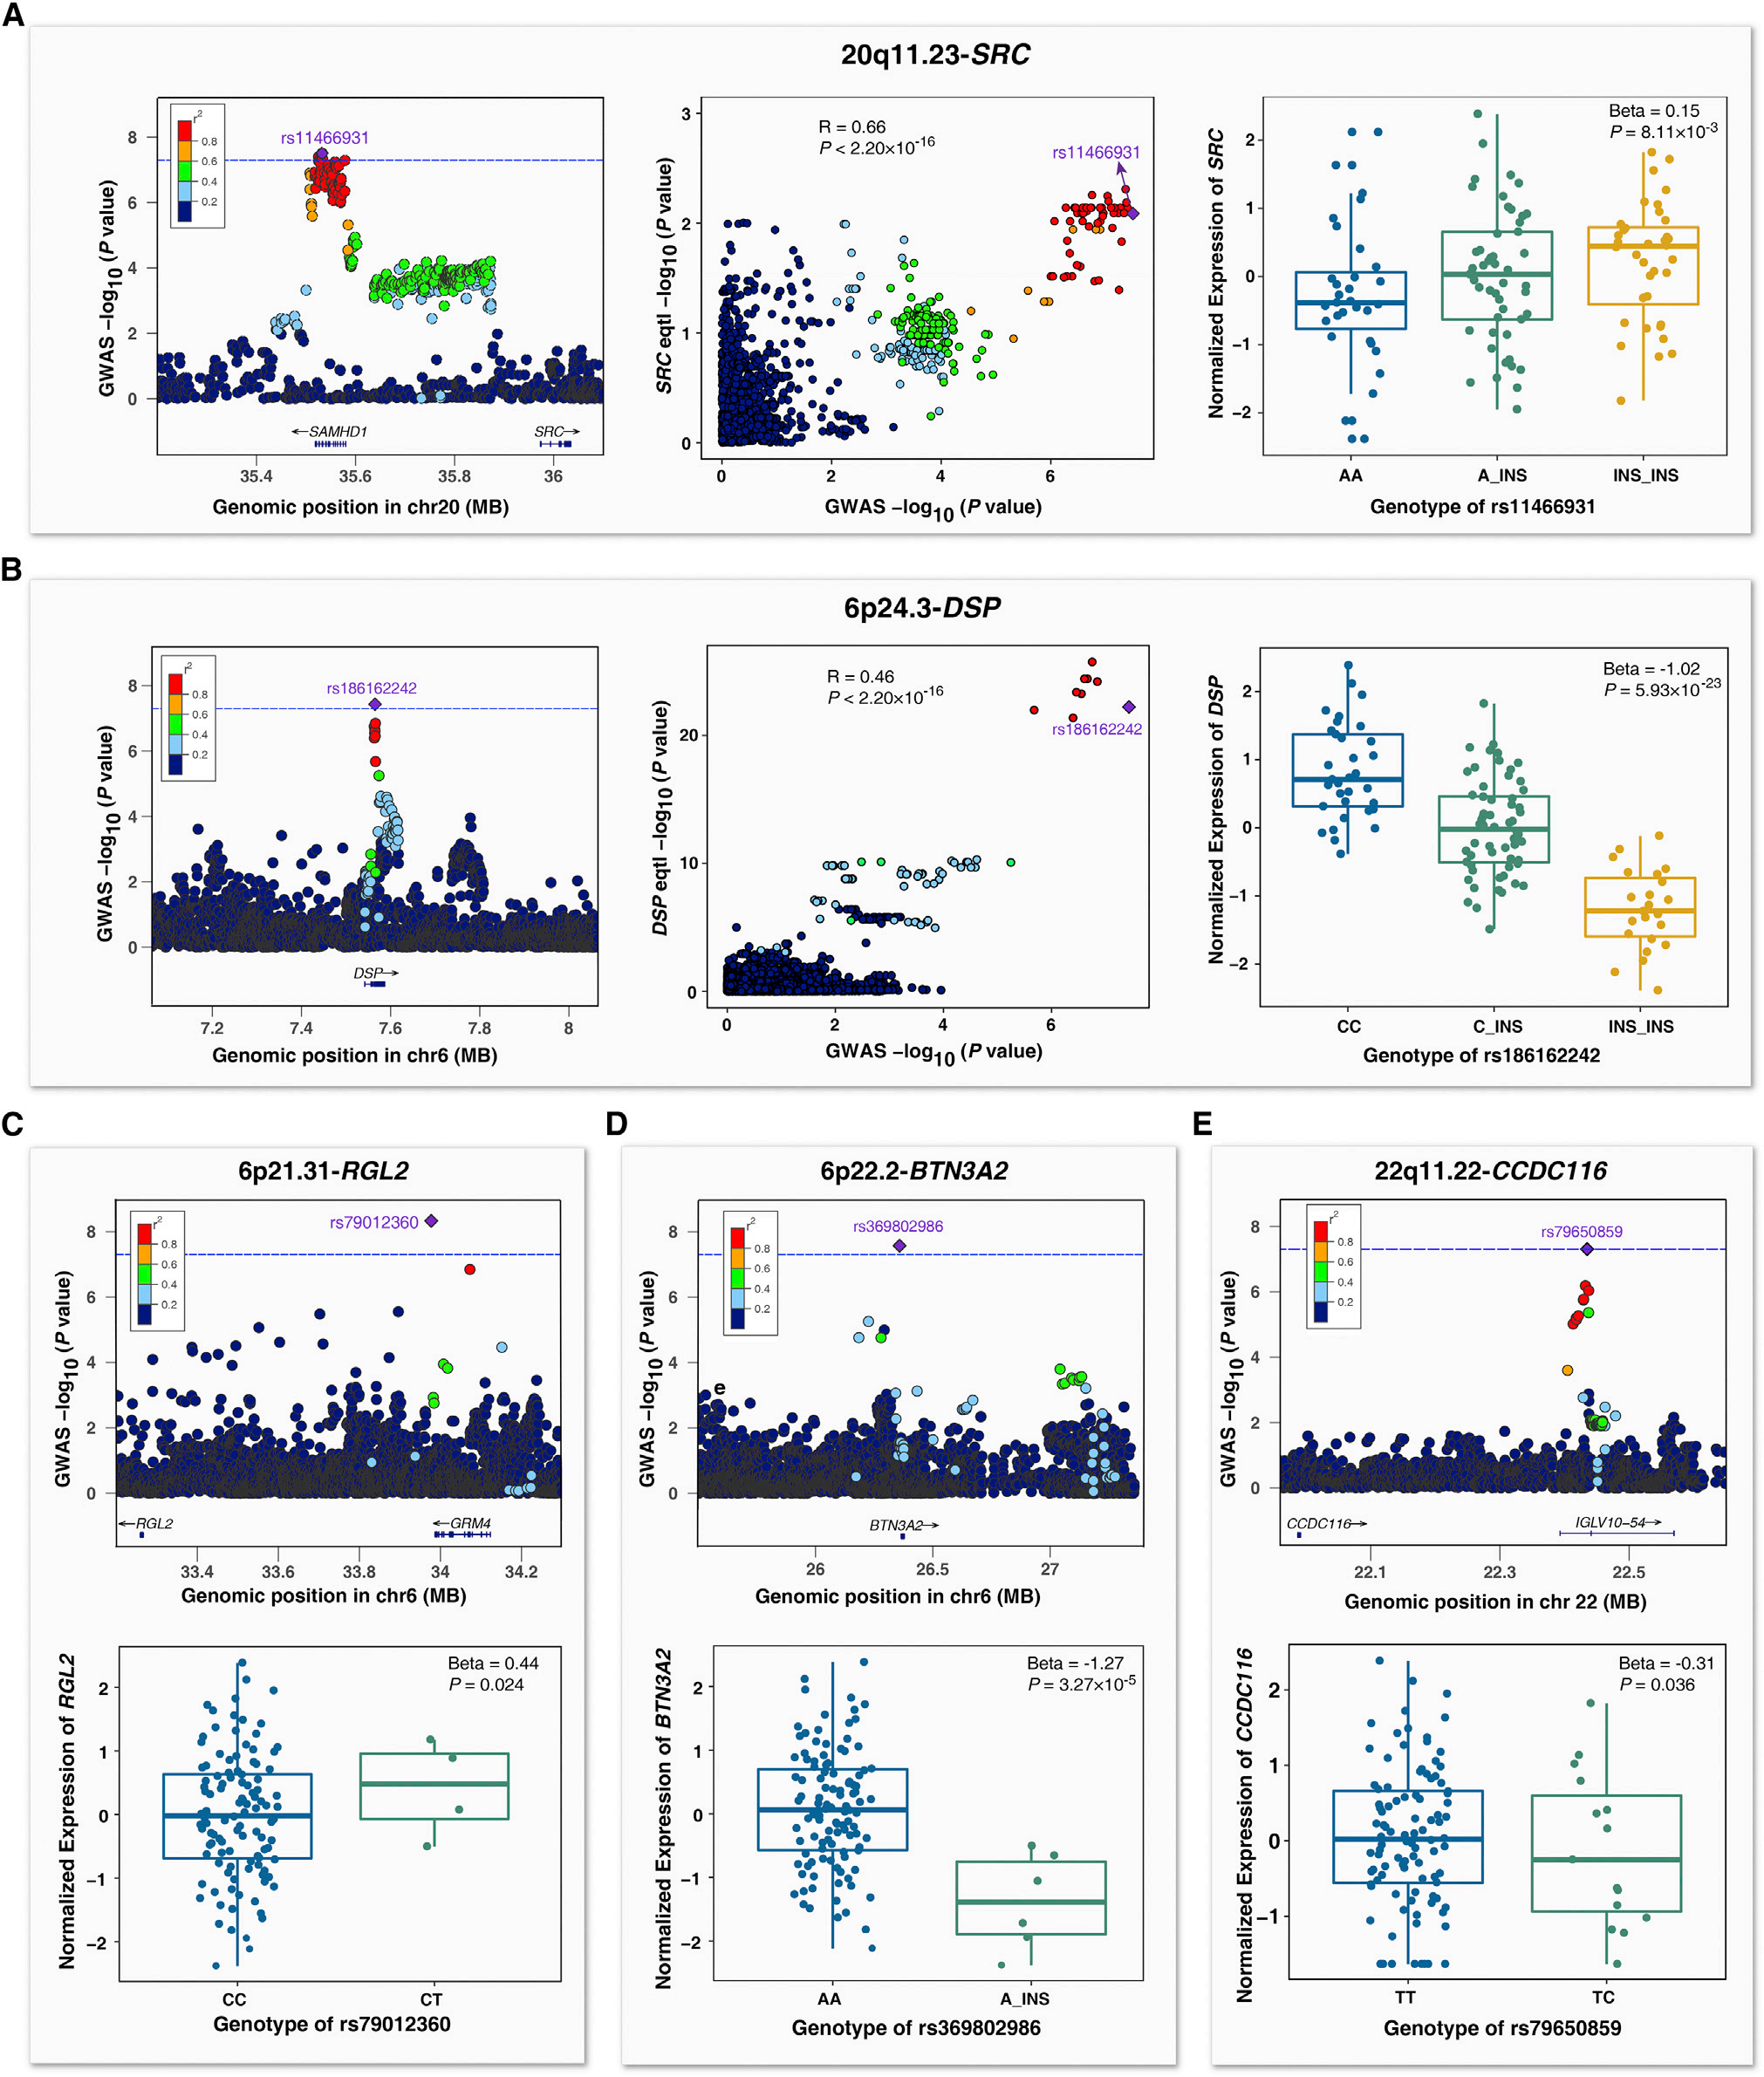 A
20q11.23-SRC
r2
0.8
0.6
0.4
0.2
rs11466931
8
6
4
2
0
GWAS −log10 (P value)
←SAMHD1
SRC→
35.4 35.6 35.8 36
Genomic position in chr20 (MB)
R = 0.66
P < 2.20×10-16
rs11466931
3
2
1
0
SRC eqtl −log10 (P value)
0 2 4 6
GWAS −log10 (P value)
Beta = 0.15
P = 8.11×10-3
2
1
0
−1
−2
Normalized Expression of SRC
AA A_INS INS_INS
Genotype of rs11466931
B
6p24.3-DSP
r2
0.8
0.6
0.4
0.2
rs186162242
8
6
4
2
0
GWAS −log10 (P value)
DSP→
7.2 7.4 7.6 7.8 8
Genomic position in chr6 (MB)
R = 0.46
P < 2.20×10-16
rs186162242
20
10
0
DSP eqtl −log10 (P value)
0 2 4 6
GWAS −log10 (P value)
Beta = -1.02
P = 5.93×10-23
2
1
0
−1
−2
Normalized Expression of DSP
CC C_INS INS_INS
Genotype of rs186162242
C
6p21.31-RGL2
r2
0.8
0.6
0.4
0.2
rs79012360
8
6
4
2
0
GWAS −log10 (P value)
←RGL2
←GRM4
33.4 33.6 33.8 34 34.2
Genomic position in chr6 (MB)
Beta = 0.44
P = 0.024
2
1
0
−1
−2
Normalized Expression of RGL2
CC CT
Genotype of rs79012360
D
6p22.2-BTN3A2
r2
0.8
0.6
0.4
0.2
rs369802986
8
6
4
2
0
e
GWAS −log10 (P value)
BTN3A2→
26 26.5 27
Genomic position in chr6 (MB)
Beta = -1.27
P = 3.27×10-5
2
1
0
−1
−2
Normalized Expression of BTN3A2
AA A_INS
Genotype of rs369802986
E
22q11.22-CCDC116
r2
0.8
0.6
0.4
0.2
rs79650859
8
6
4
2
0
GWAS −log10 (P value)
CCDC116→
IGLV10−54→
22.1 22.3 22.5
Genomic position in chr 22 (MB)
Beta = -0.31
P = 0.036
2
1
0
−1
Normalized Expression of CCDC116
TT TC
Genotype of rs79650859